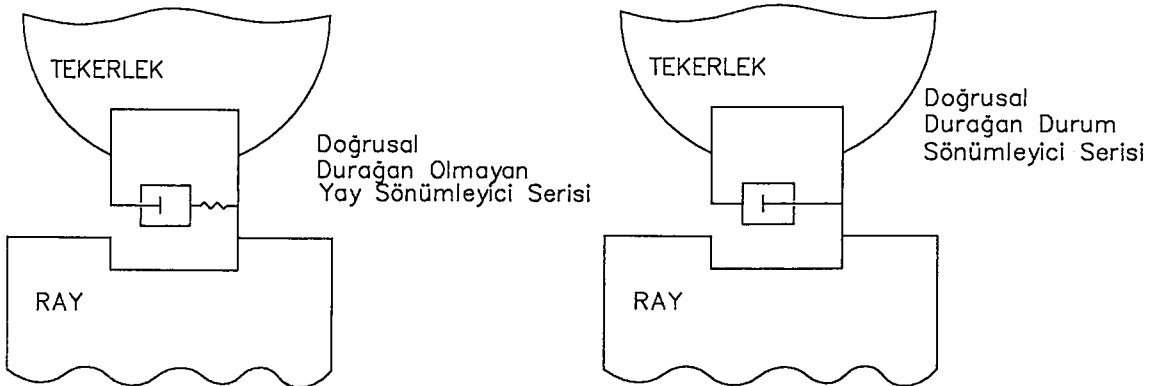 TEKERLEK
Doğrusal
Durağan Olmayan
Yay Sönümleyici Serisi
RAY
TEKERLEK
Doğrusal
Durağan Durum
Sönümleyici Serisi
RAY